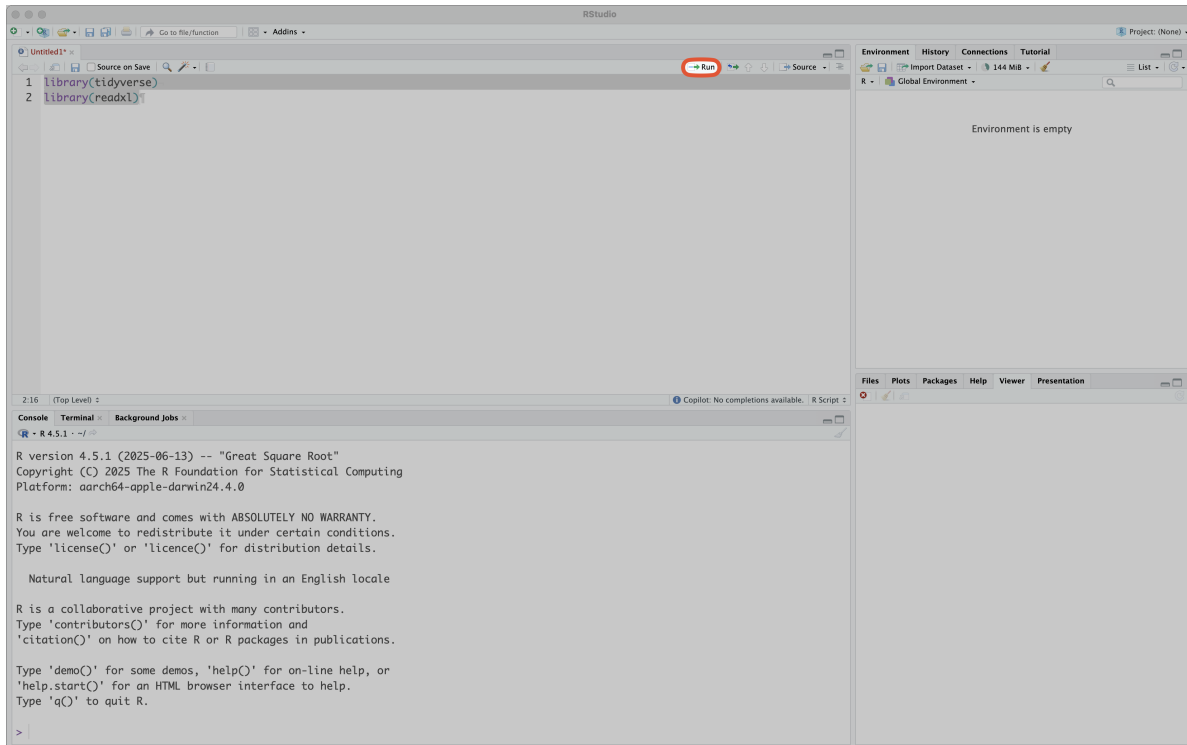 RStudio
Go to file/function
Addins
Project: (None)
Untitled1*
Source on Save
Run
Source
1 library(tidyverse)
2 library(readxl)¶
2:16 (Top Level)
Copilot: No completions available. R Script
Console Terminal Background Jobs
R 4.5.1 · ~/
R version 4.5.1 (2025-06-13) -- "Great Square Root"
Copyright (C) 2025 The R Foundation for Statistical Computing
Platform: aarch64-apple-darwin24.4.0
R is free software and comes with ABSOLUTELY NO WARRANTY.
You are welcome to redistribute it under certain conditions.
Type 'license()' or 'licence()' for distribution details.
Natural language support but running in an English locale
R is a collaborative project with many contributors.
Type 'contributors()' for more information and
'citation()' on how to cite R or R packages in publications.
Type 'demo()' for some demos, 'help()' for on-line help, or
'help.start()' for an HTML browser interface to help.
Type 'q()' to quit R.
>
Environment History Connections Tutorial
Import Dataset 144 MiB List
R Global Environment
Environment is empty
Files Plots Packages Help Viewer Presentation